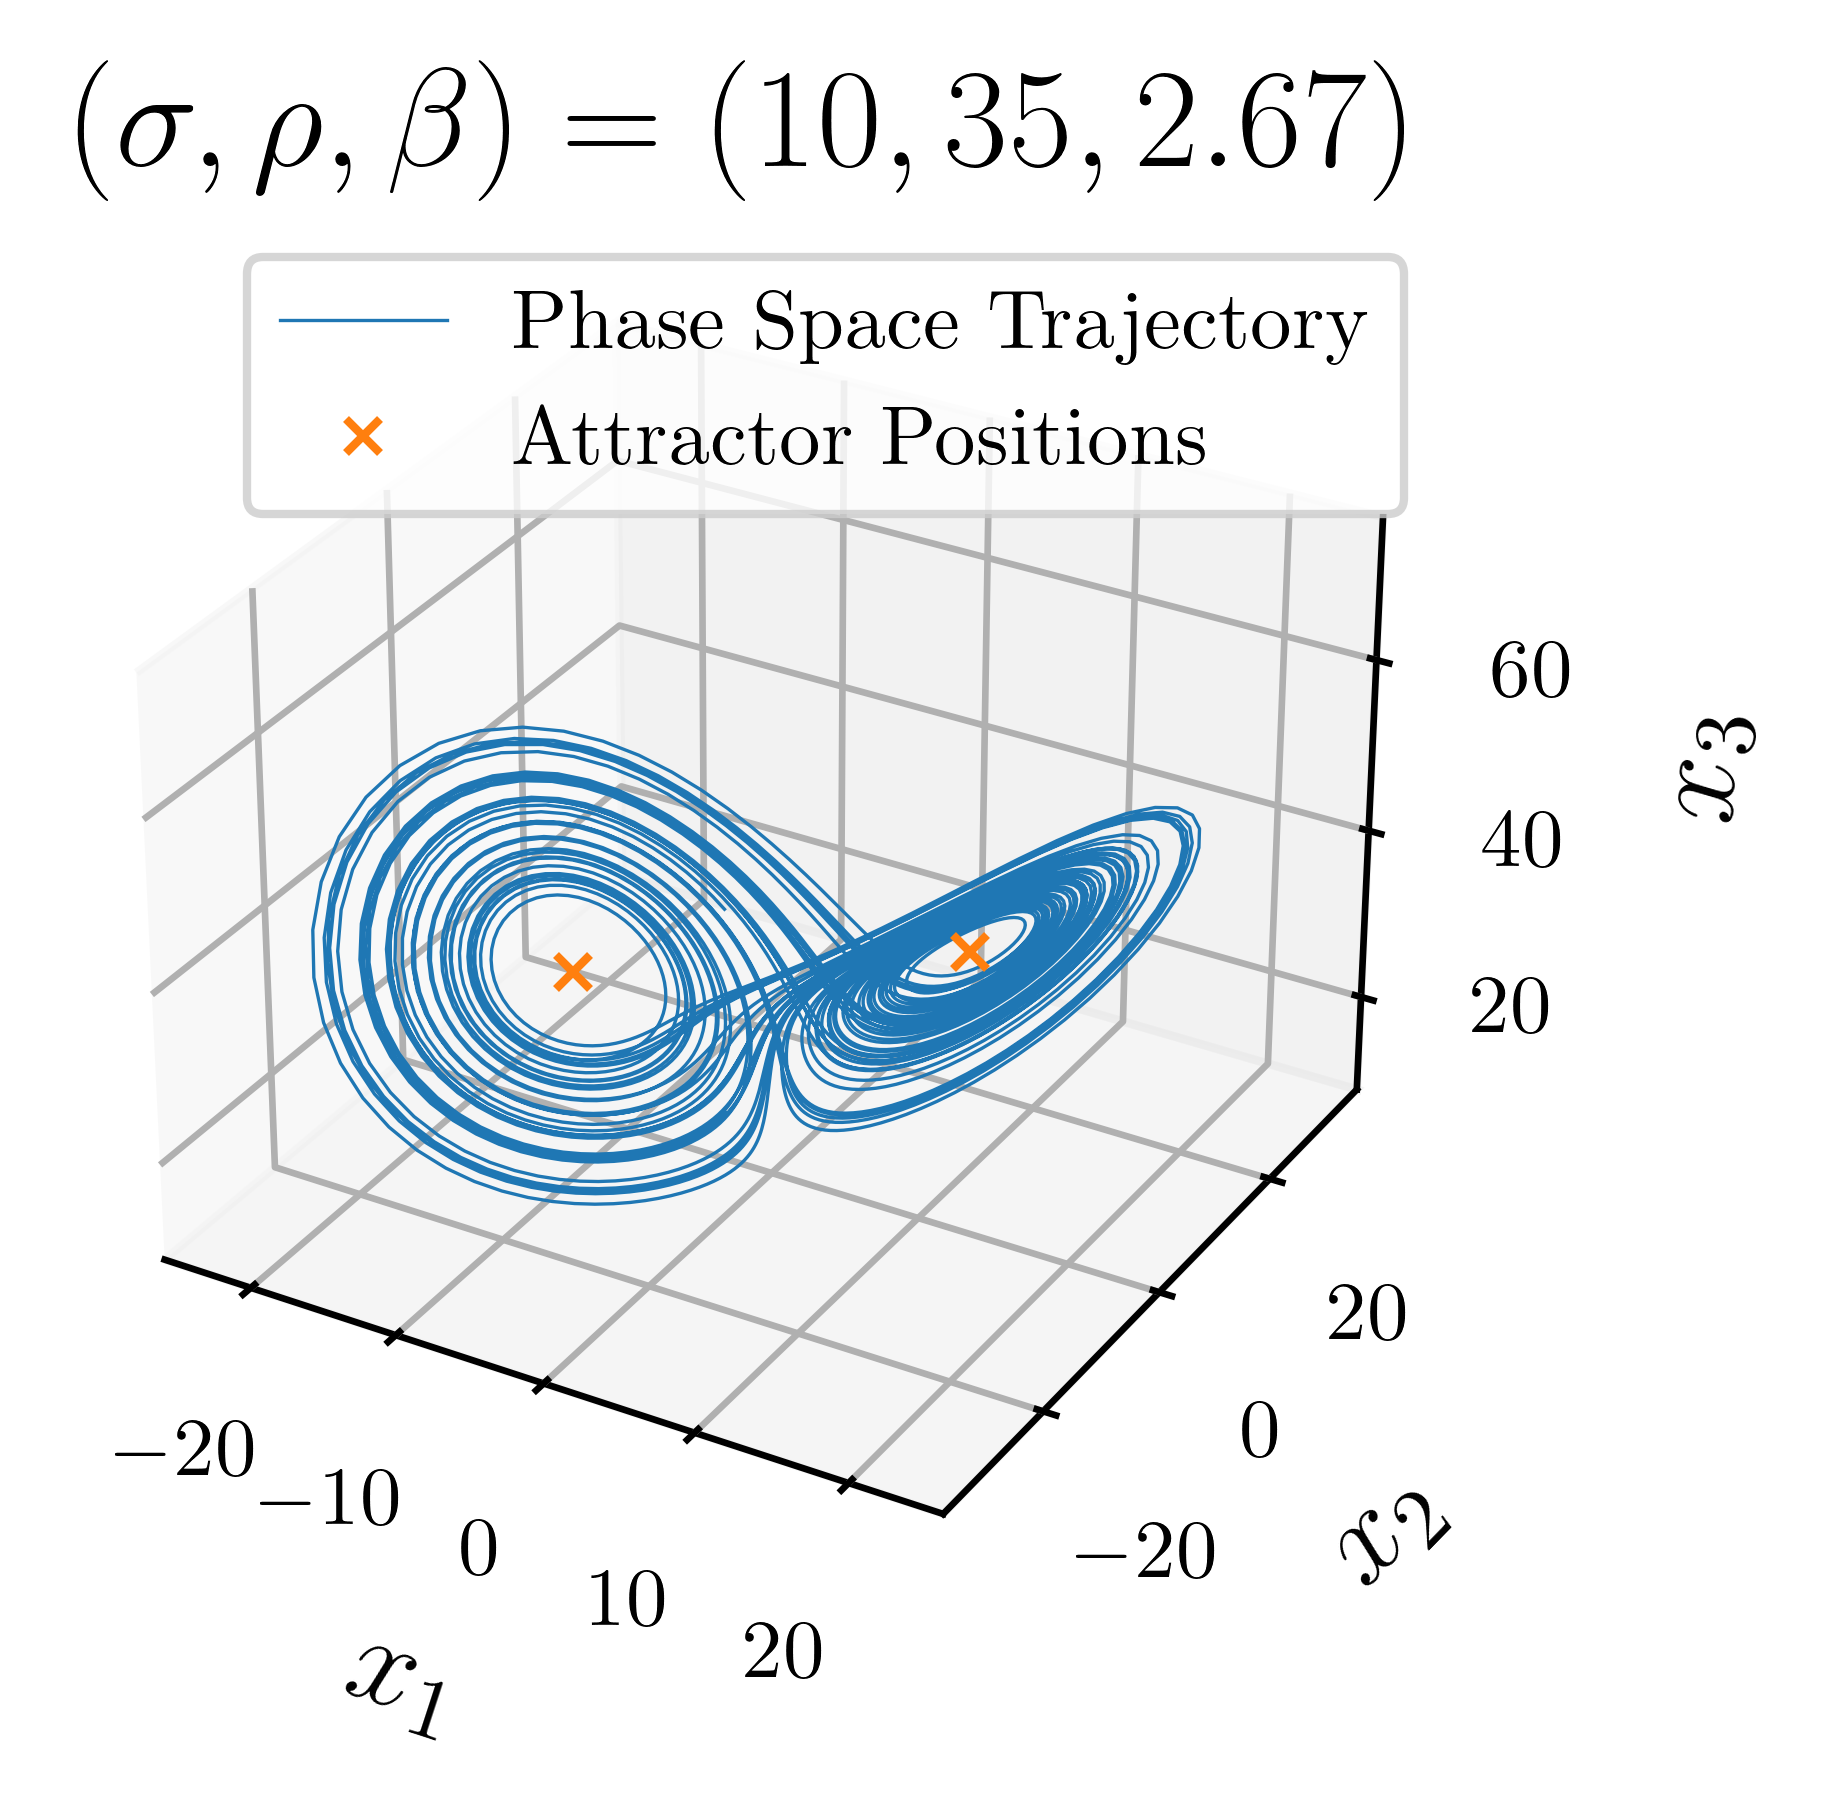 (σ, ρ, β) = (10, 35, 2.67)
Phase Space Trajectory
Attractor Positions
60
40
20
x₃
20
0
−20
x₂
−20
−10
0
10
20
x₁